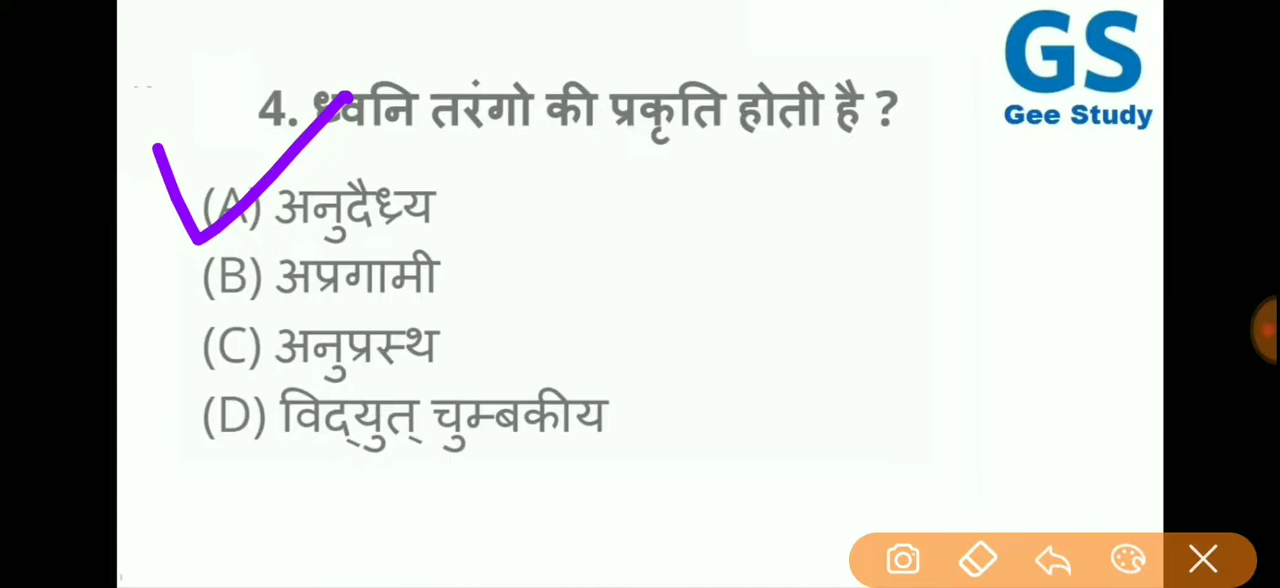 GS
Gee Study
4. ध्वनि तरंगो की प्रकृति होती है ?
(A) अनुदैध्र्य
(B) अप्रगामी
(C) अनुप्रस्थ
(D) विद्युत् चुम्बकीय